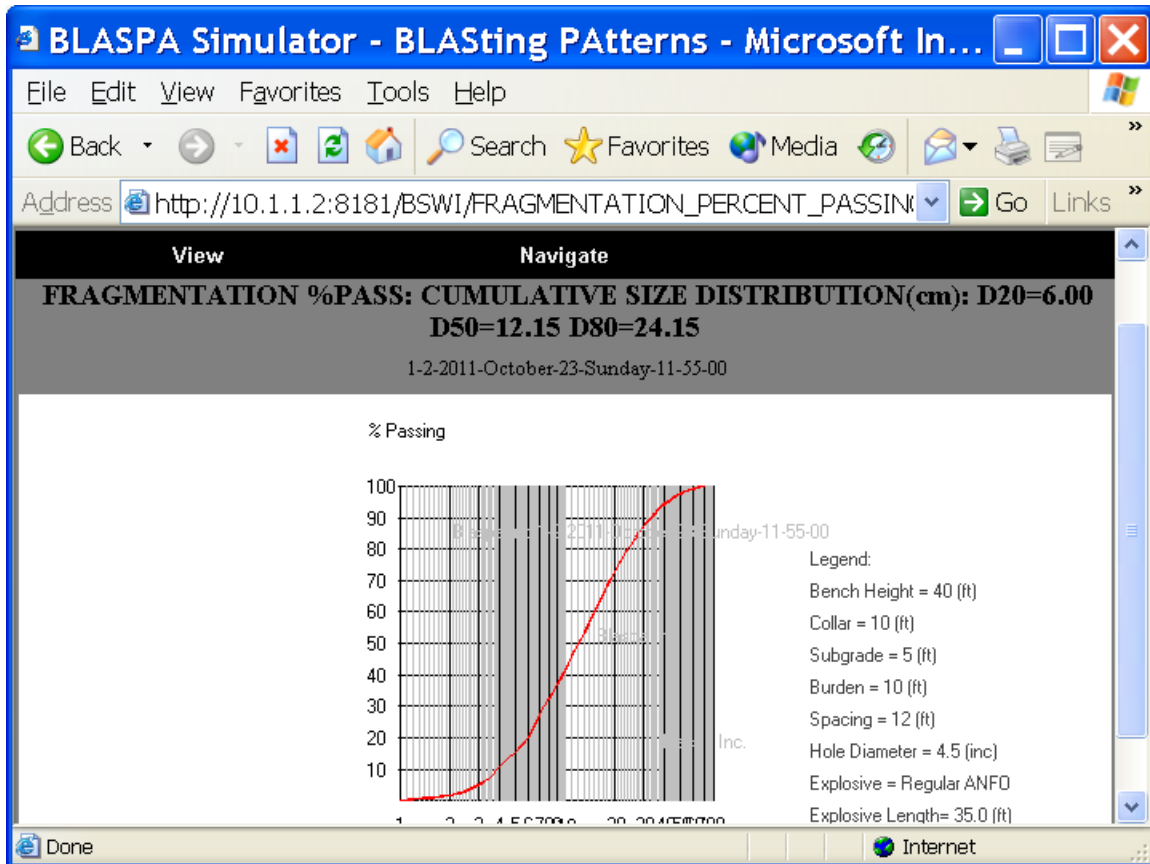 BLASPA Simulator - BLASting PAtterns - Microsoft In...
File Edit View Favorites Tools Help
Back Search Favorites Media »
Address http://10.1.1.2:8181/BSWI/FRAGMENTATION_PERCENT_PASSIN Go Links »
View Navigate
FRAGMENTATION %PASS: CUMULATIVE SIZE DISTRIBUTION(cm): D20=6.00
D50=12.15 D80=24.15
1-2-2011-October-23-Sunday-11-55-00
% Passing
100
90
80
70
60
50
40
30
20
10
unday-11-55-00
Inc.
Legend:
Bench Height = 40 (ft)
Collar = 10 (ft)
Subgrade = 5 (ft)
Burden = 10 (ft)
Spacing = 12 (ft)
Hole Diameter = 4.5 (inc)
Explosive = Regular ANFO
Explosive Length= 35.0 (ft)
Done Internet